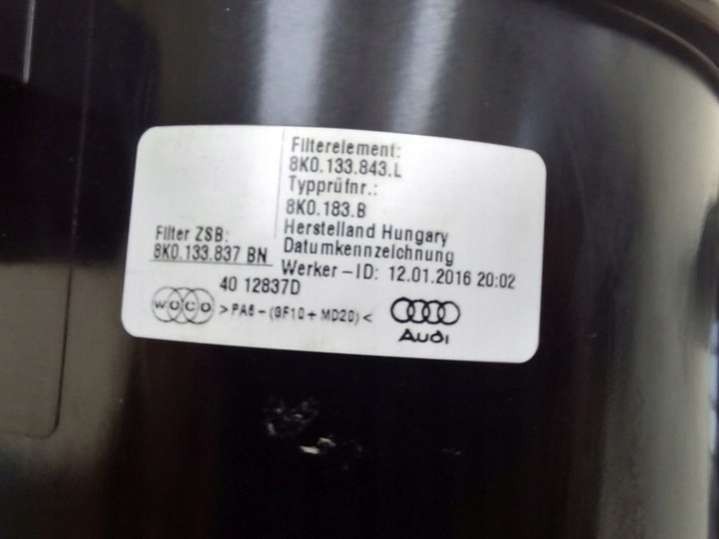 Filterelement:
8K0.133.843.L
Typprüfnr.:
8K0.183.B
Filter ZSB:
8K0.133.837 BN
Herstelland Hungary
Datumkennzeichnung
Werker-ID: 12.01.2016 20:02
40 12837D
WOCO >PA6-(GF10+MD20)<
Audi